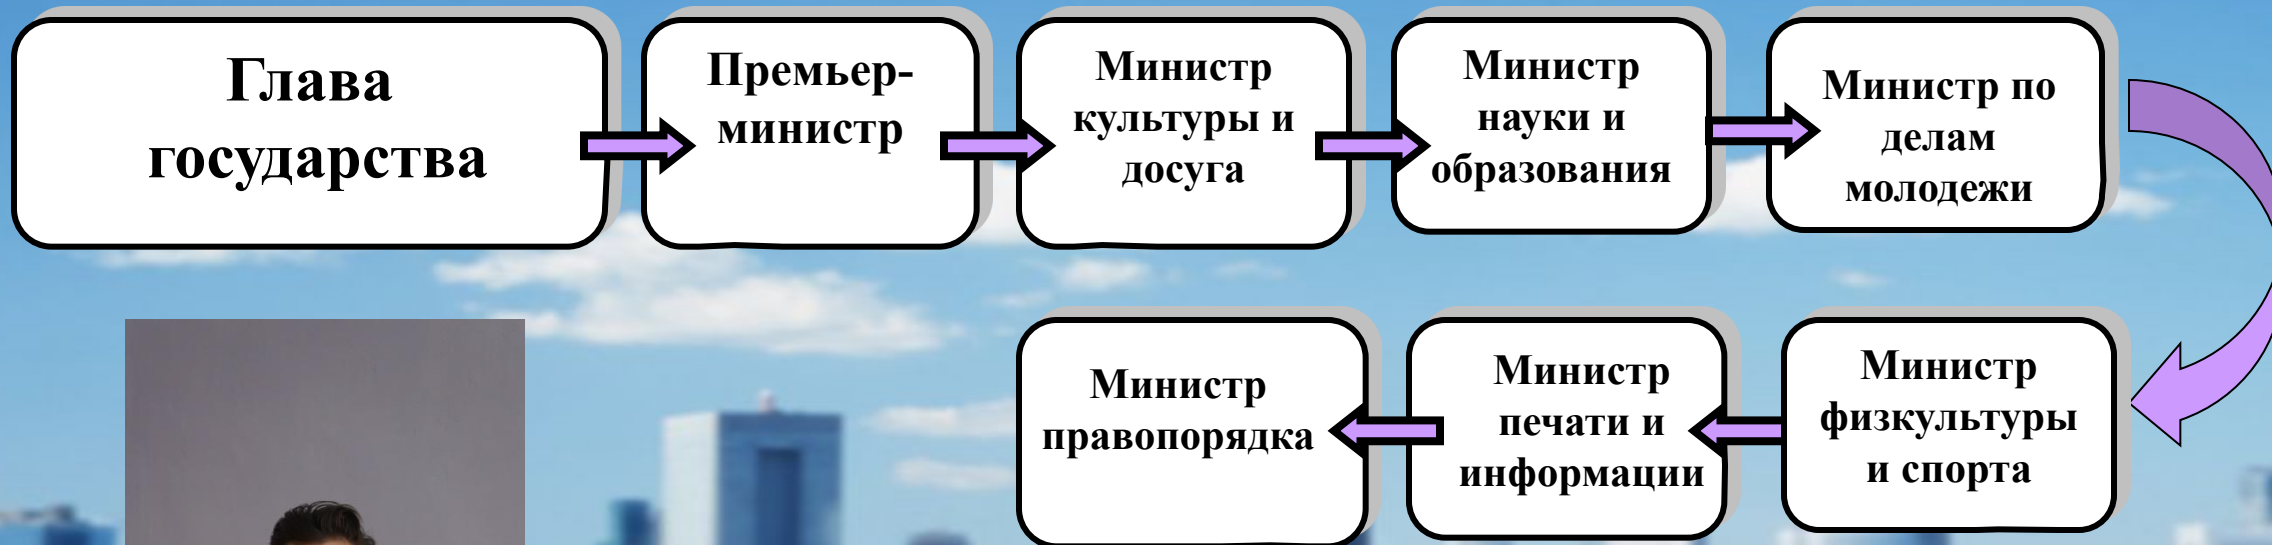 Глава
государства
Премьер-
министр
Министр
культуры и
досуга
Министр
науки и
образования
Министр по
делам
молодежи
Министр
физкультуры
и спорта
Министр
печати и
информации
Министр
правопорядка